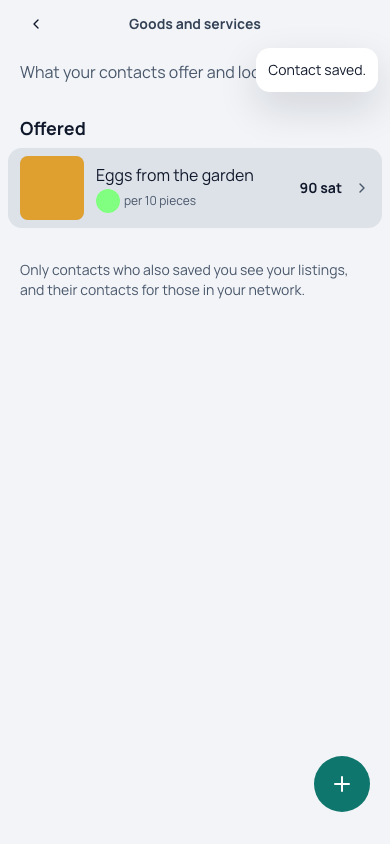 Goods and services
What your contacts offer and
Contact saved.
Offered
Eggs from the garden
per 10 pieces
90 sat
Only contacts who also saved you see your listings,
and their contacts for those in your network.